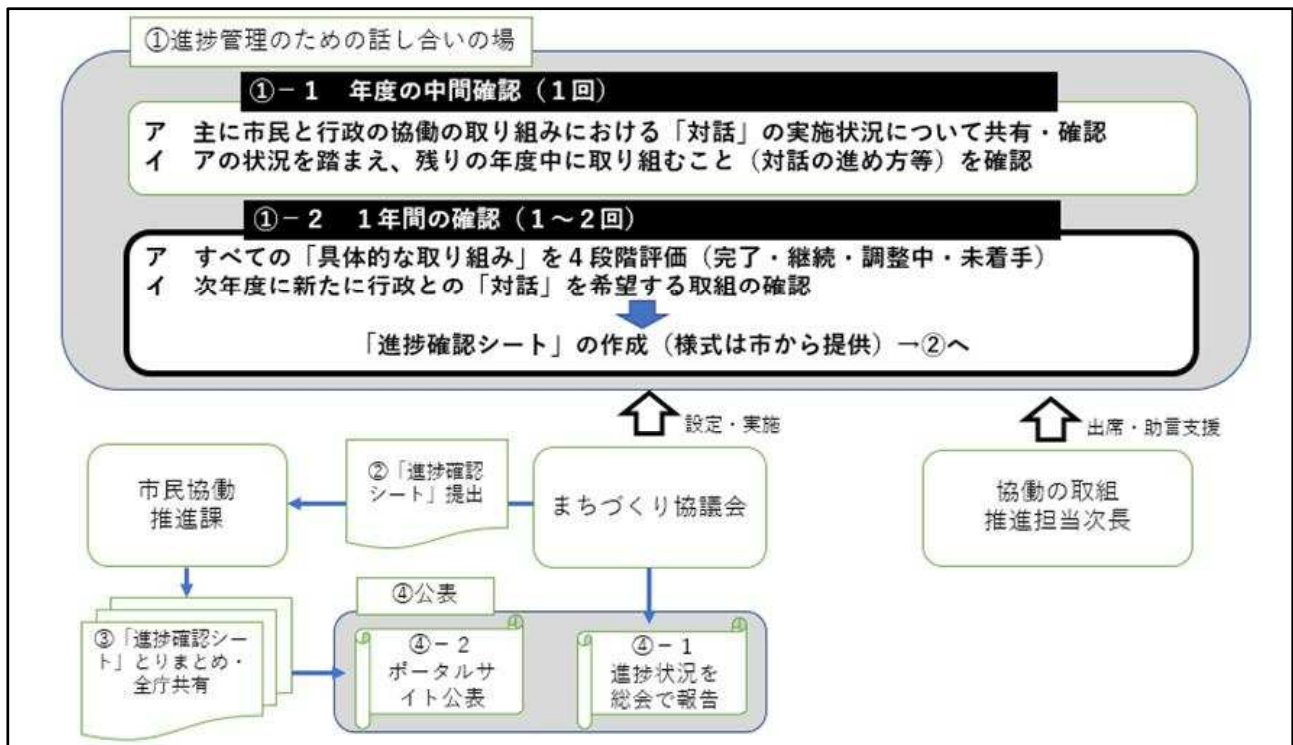 ①進捗管理のための話し合いの場
①－１　年度の中間確認（１回）
ア　主に市民と行政の協働の取り組みにおける「対話」の実施状況について共有・確認
イ　アの状況を踏まえ、残りの年度中に取り組むこと（対話の進め方等）を確認
①－２　１年間の確認（１～２回）
ア　すべての「具体的な取り組み」を４段階評価（完了・継続・調整中・未着手）
イ　次年度に新たに行政との「対話」を希望する取組の確認
「進捗確認シート」の作成（様式は市から提供）→②へ
設定・実施
出席・助言支援
市民協働
推進課
②「進捗確認
シート」提出
まちづくり協議会
協働の取組
推進担当次長
③「進捗確認シー
ト」とりまとめ・
全庁共有
④公表
④－２
ポータルサ
イト公表
④－１
進捗状況を
総会で報告